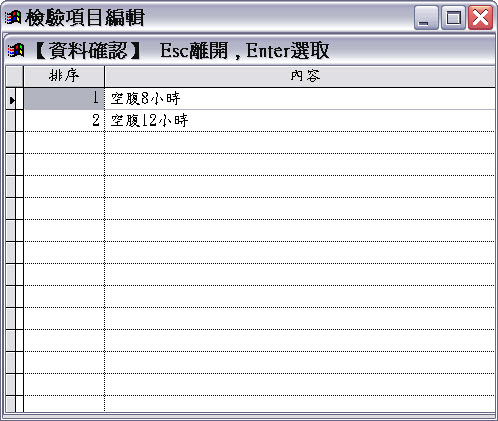 檢驗項目編輯
【資料確認】 Esc離開，Enter選取
排序 內容
1 空腹8小時
2 空腹12小時